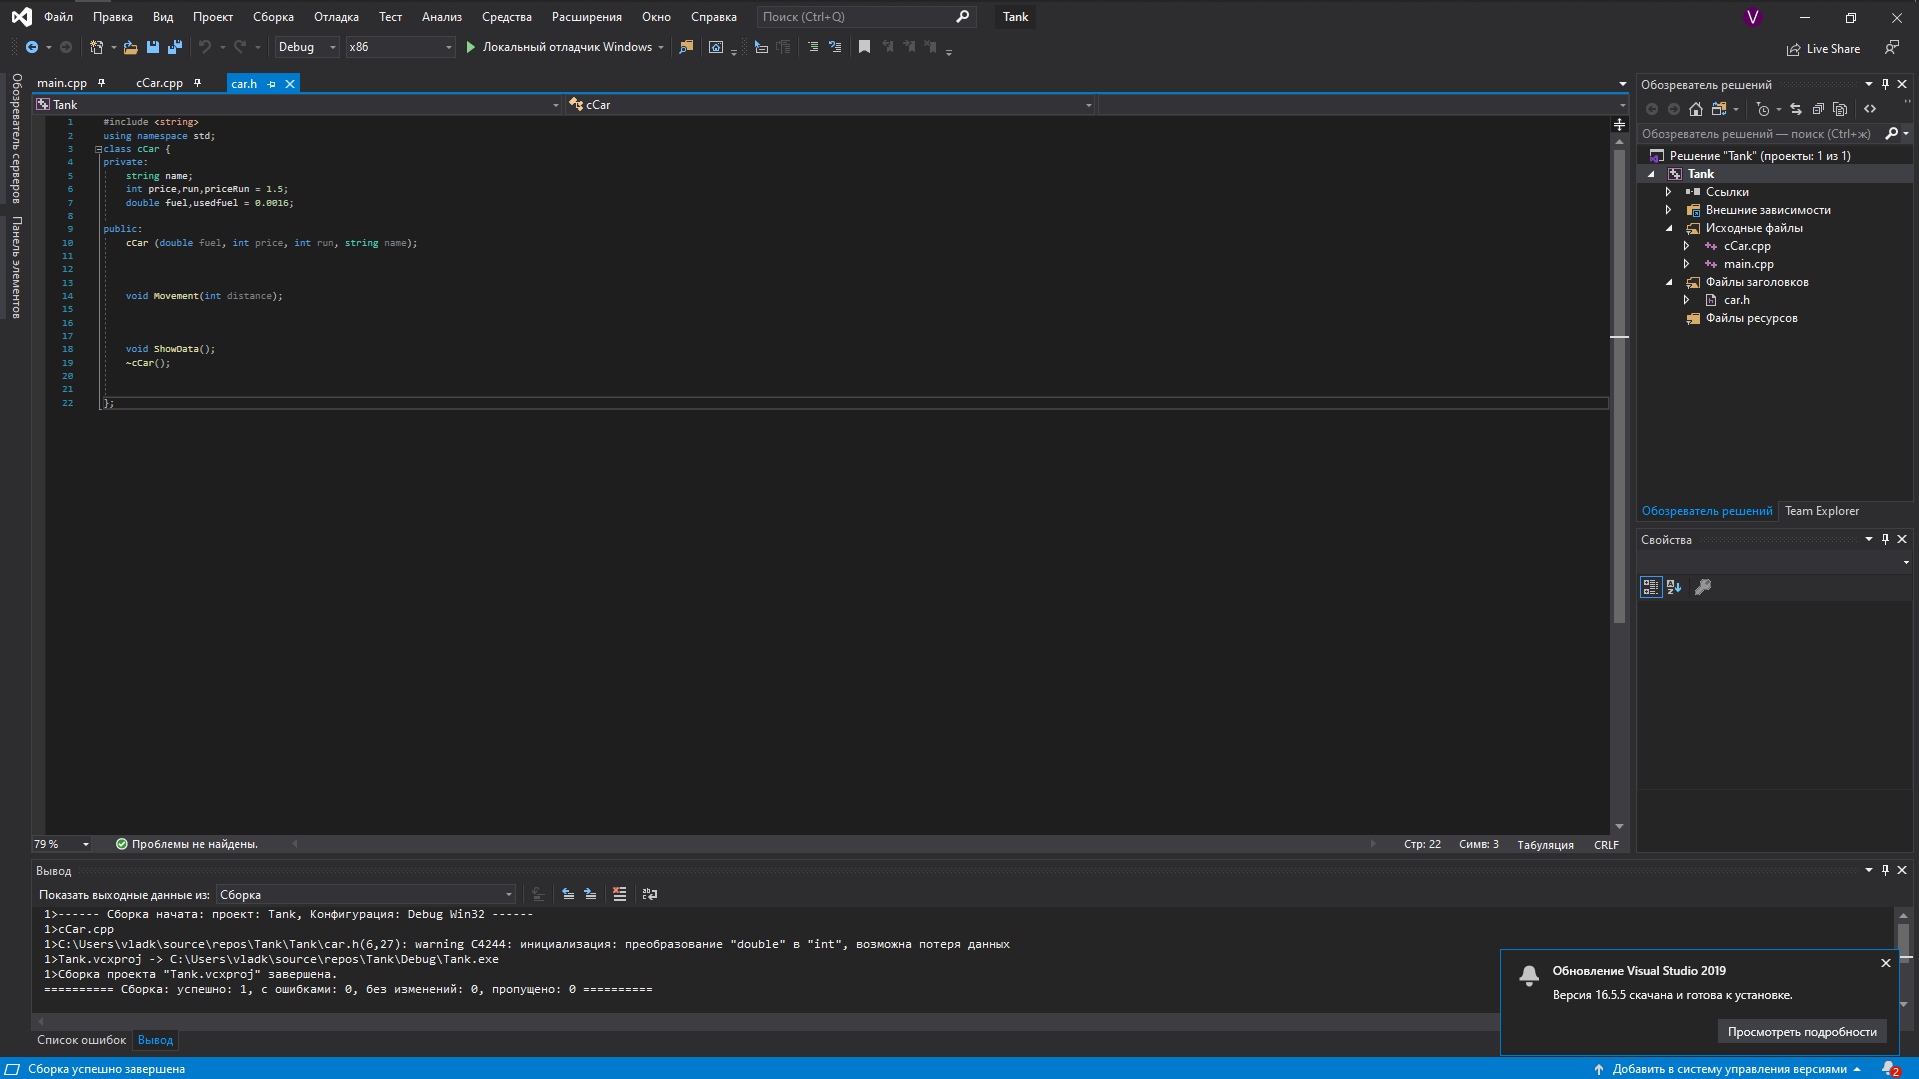 Файл Правка Вид Проект Сборка Отладка Тест Анализ Средства Расширения Окно Справка Поиск (Ctrl+Q) Tank V
Debug x86 Локальный отладчик Windows Live Share
Обозреватель серверов
Панель элементов
main.cpp cCar.cpp car.h
Tank cCar
1 #include <string>
2 using namespace std;
3 class cCar {
4 private:
5 string name;
6 int price,run,priceRun = 1.5;
7 double fuel,usedfuel = 0.0016;
8
9 public:
10 cCar (double fuel, int price, int run, string name);
11
12
13
14 void Movement(int distance);
15
16
17
18 void ShowData();
19 ~cCar();
20
21
22 };
79 % Проблемы не найдены. Стр: 22 Симв: 3 Табуляция CRLF
Обозреватель решений
Обозреватель решений — поиск (Ctrl+ж)
Решение "Tank" (проекты: 1 из 1)
Tank
Ссылки
Внешние зависимости
Исходные файлы
cCar.cpp
main.cpp
Файлы заголовков
car.h
Файлы ресурсов
Обозреватель решений Team Explorer
Свойства
Вывод
Показать выходные данные из: Сборка
1>------ Сборка начата: проект: Tank, Конфигурация: Debug Win32 ------
1>cCar.cpp
1>C:\Users\vladk\source\repos\Tank\Tank\car.h(6,27): warning C4244: инициализация: преобразование "double" в "int", возможна потеря данных
1>Tank.vcxproj -> C:\Users\vladk\source\repos\Tank\Debug\Tank.exe
1>Сборка проекта "Tank.vcxproj" завершена.
========== Сборка: успешно: 1, с ошибками: 0, без изменений: 0, пропущено: 0 ==========
Обновление Visual Studio 2019
Версия 16.5.5 скачана и готова к установке.
Просмотреть подробности
Список ошибок Вывод
Сборка успешно завершена Добавить в систему управления версиями 2